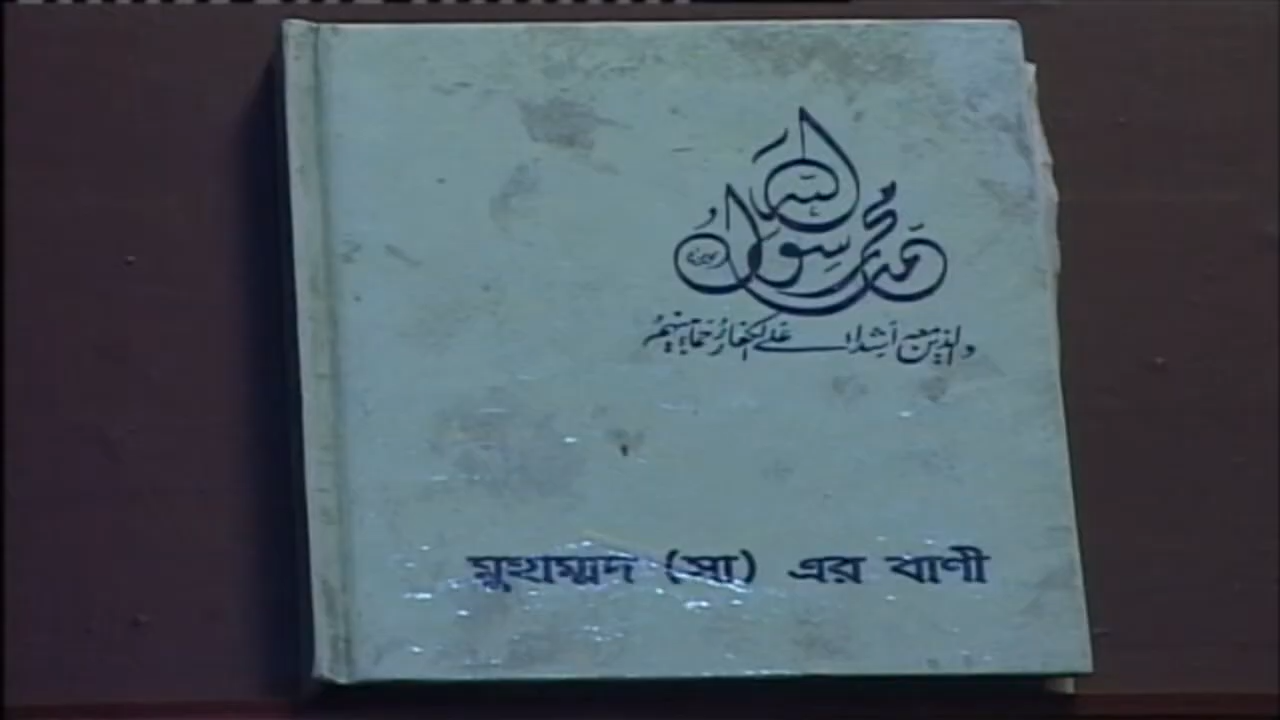 محمد رسول الله
والذين معه أشداء على الكفار رحماء بينهم
মুহাম্মদ (সা) এর বাণী